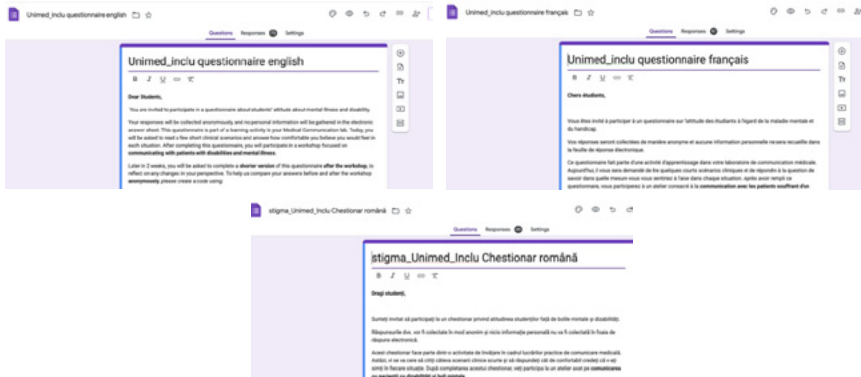 Unimed_inclu questionnaire english
Questions Responses Settings
Unimed_inclu questionnaire english
B I U
Dear Students,
You are invited to participate in a questionnaire about students' attitude about mental illness and disability.
Your responses will be collected anonymously, and no personal information will be gathered in the electronic
answer sheet. This questionnaire is part of a learning activity in your Medical Communication lab. Today, you
will be asked to read a few short clinical scenarios and answer how comfortable you believe you would feel in
each situation. After completing this questionnaire, you will participate in a workshop focused on
communicating with patients with disabilities and mental illness.
Later in 2 weeks, you will be asked to complete a shorter version of this questionnaire after the workshop, to
reflect on any changes in your perspective. To help us compare your answers before and after the workshop
anonymously, please create a code using:
Tт
Unimed_inclu questionnaire français
Questions Responses Settings
Unimed_inclu questionnaire français
B I U
Chers étudiants,
Vous êtes invité à participer à un questionnaire sur l'attitude des étudiants à l'égard de la maladie mentale et
du handicap.
Vos réponses seront collectées de manière anonyme et aucune information personnelle ne sera recueillie dans
la feuille de réponse électronique.
Ce questionnaire fait partie d'une activité d'apprentissage dans votre laboratoire de communication médicale.
Aujourd'hui, il vous sera demandé de lire quelques courts scénarios cliniques et de répondre à la question de
savoir dans quelle mesure vous vous sentiriez à l'aise dans chaque situation. Après avoir rempli ce
questionnaire, vous participerez à un atelier consacré à la communication avec les patients souffrant d'un
Tт
stigma_Unimed_Inclu Chestionar română
Questions Responses Settings
stigma_Unimed_Inclu Chestionar română
B I U
Dragi studenți,
Sunteți invitat să participați la un chestionar privind atitudinea studenților față de bolile mintale și dizabilități.
Răspunsurile dvs. vor fi colectate în mod anonim și nicio informație personală nu va fi colectată în foaia de
răspuns electronică.
Acest chestionar face parte dintr-o activitate de învățare în cadrul lucrărilor practice de comunicare medicală.
Astăzi, vi se va cere să citiți câteva scenarii clinice scurte și să răspundeți cât de confortabil credeți că v-ați
simți în fiecare situație. După completarea acestui chestionar, veți participa la un atelier axat pe comunicarea
cu pacienții cu dizabilități și boli mintale.